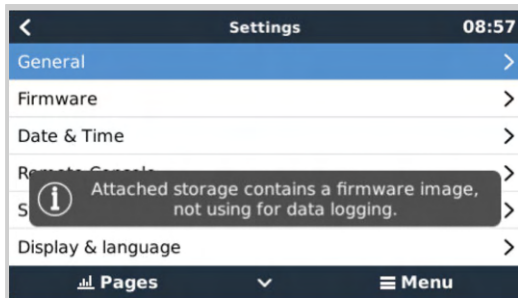 Settings
08:57
General
Firmware
Date & Time
Attached storage contains a firmware image,
not using for data logging.
Display & language
Pages
Menu